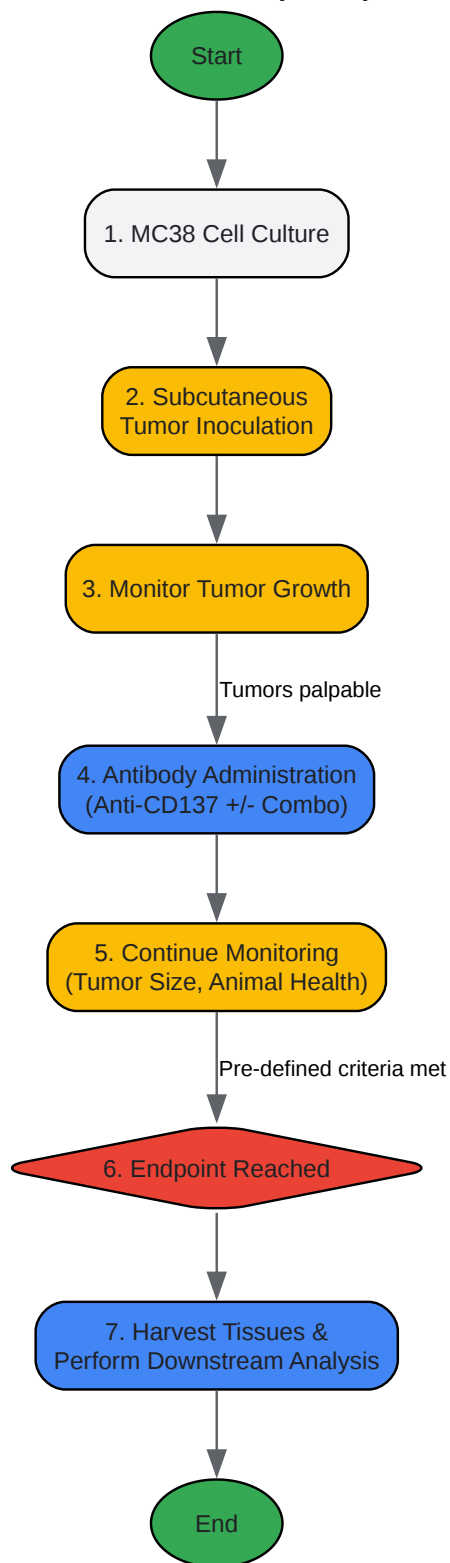 Start
1. MC38 Cell Culture
2. Subcutaneous
Tumor Inoculation
3. Monitor Tumor Growth
Tumors palpable
4. Antibody Administration
(Anti-CD137 +/- Combo)
5. Continue Monitoring
(Tumor Size, Animal Health)
Pre-defined criteria met
6. Endpoint Reached
7. Harvest Tissues &
Perform Downstream Analysis
End